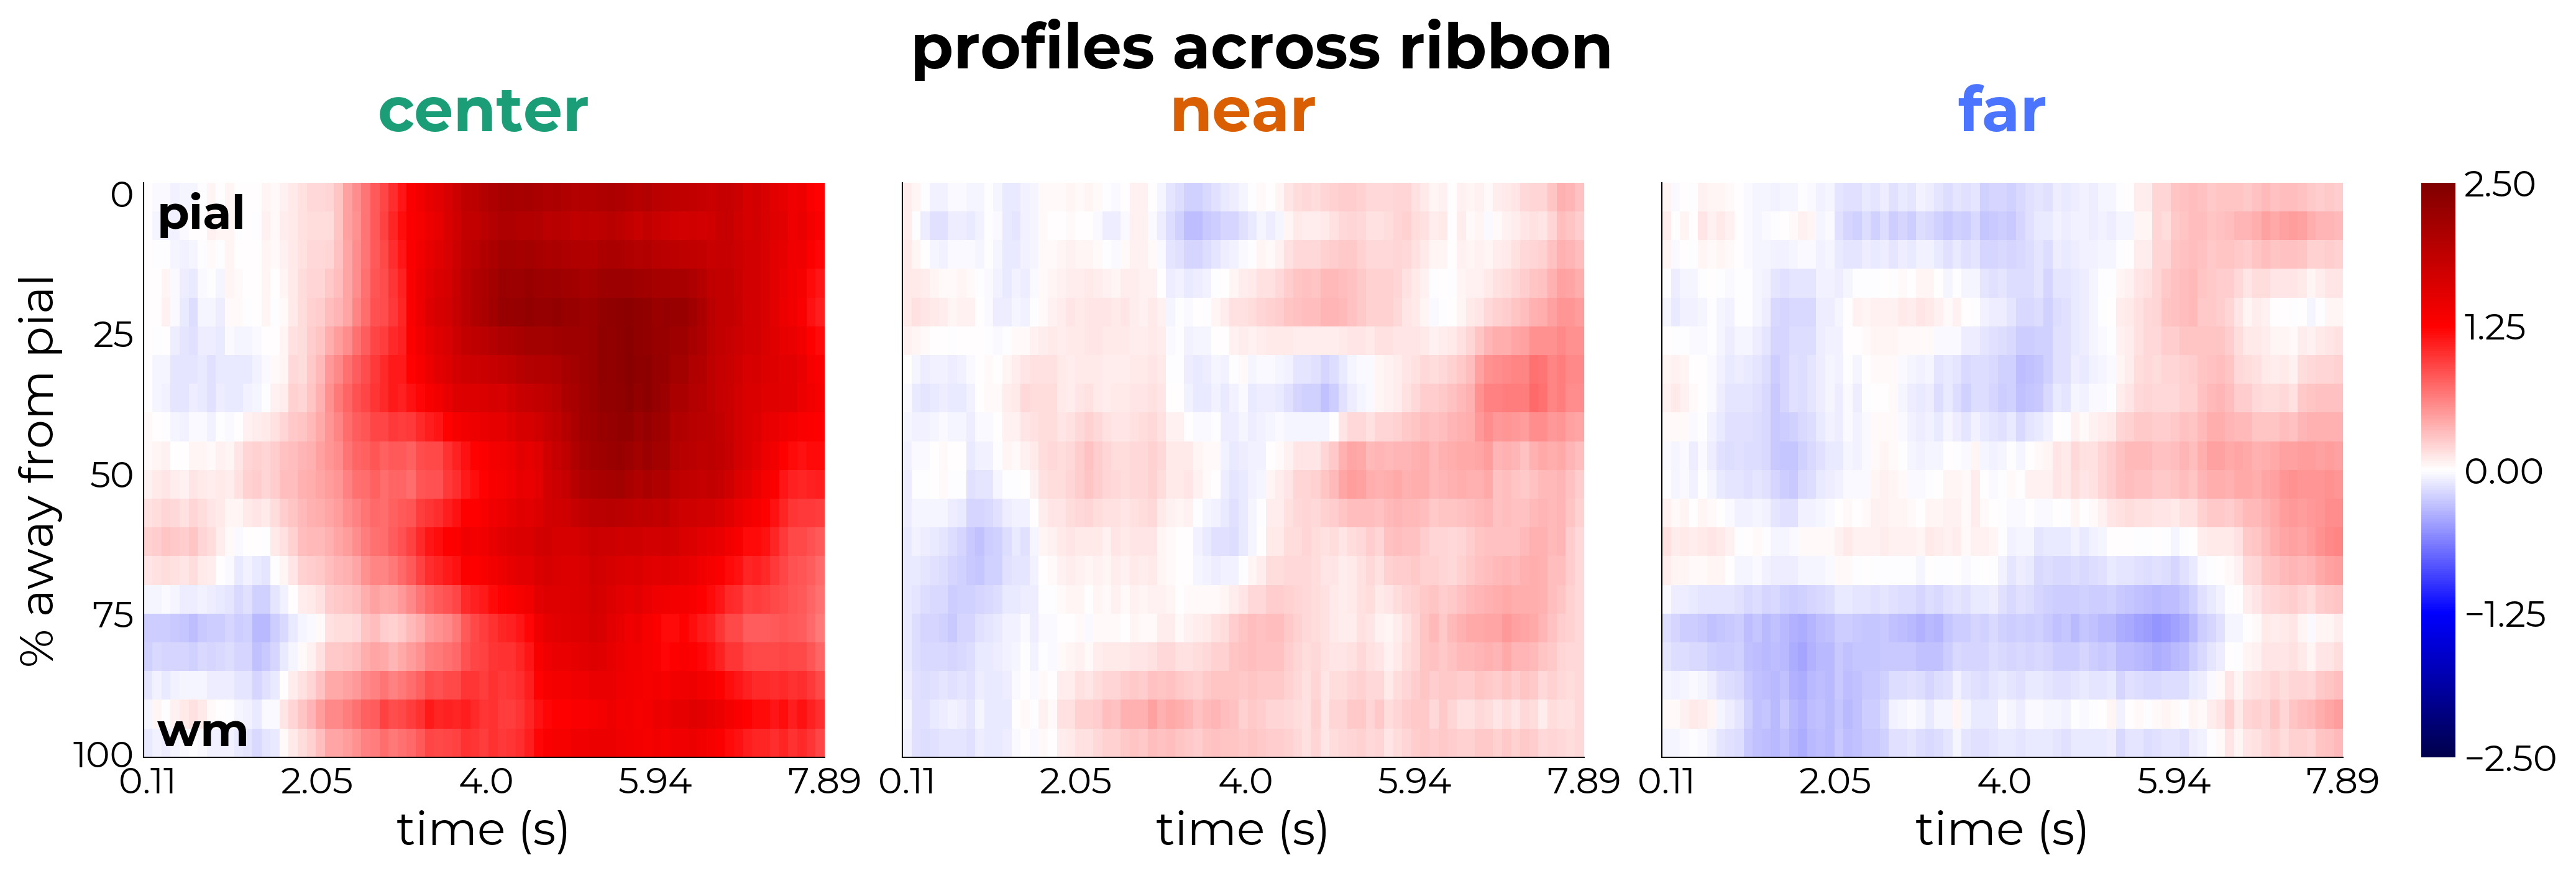 profiles across ribbon
center
near
far
% away from pial
0
25
50
75
100
pial
wm
0.11 2.05 4.0 5.94 7.89
time (s)
0.11 2.05 4.0 5.94 7.89
time (s)
0.11 2.05 4.0 5.94 7.89
time (s)
2.50
1.25
0.00
−1.25
−2.50